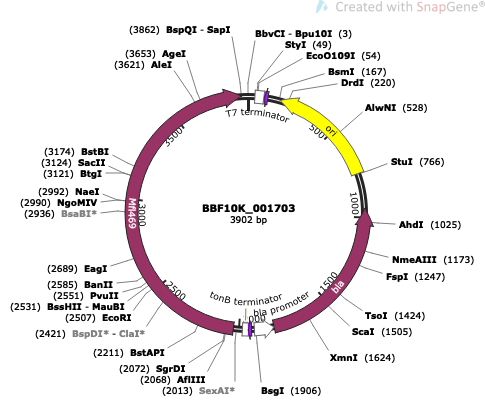 Created with SnapGene®
(3862) BspQI - SapI
BbvCI - Bpu10I (3)
StyI (49)
EcoO109I (54)
BsmI (167)
DrdI (220)
AlwNI (528)
StuI (766)
AhdI (1025)
NmeAIII (1173)
FspI (1247)
TsoI (1424)
ScaI (1505)
XmnI (1624)
BsgI (1906)
(2013) SexAI*
(2068) AflIII
(2072) SgrDI
(2211) BstAPI
(2421) BspDI* - ClaI*
(2507) EcoRI
(2531) BssHII - MauBI
(2551) PvuII
(2585) BanII
(2689) EagI
(2936) BsaBI*
(2990) NgoMIV
(2992) NaeI
(3121) BtgI
(3124) SacII
(3174) BstBI
(3621) AleI
(3653) AgeI
T7 terminator
ori
bla
bla promoter
tonB terminator
500
1000
1500
2500
3000
3500
BBF10K_001703
3902 bp